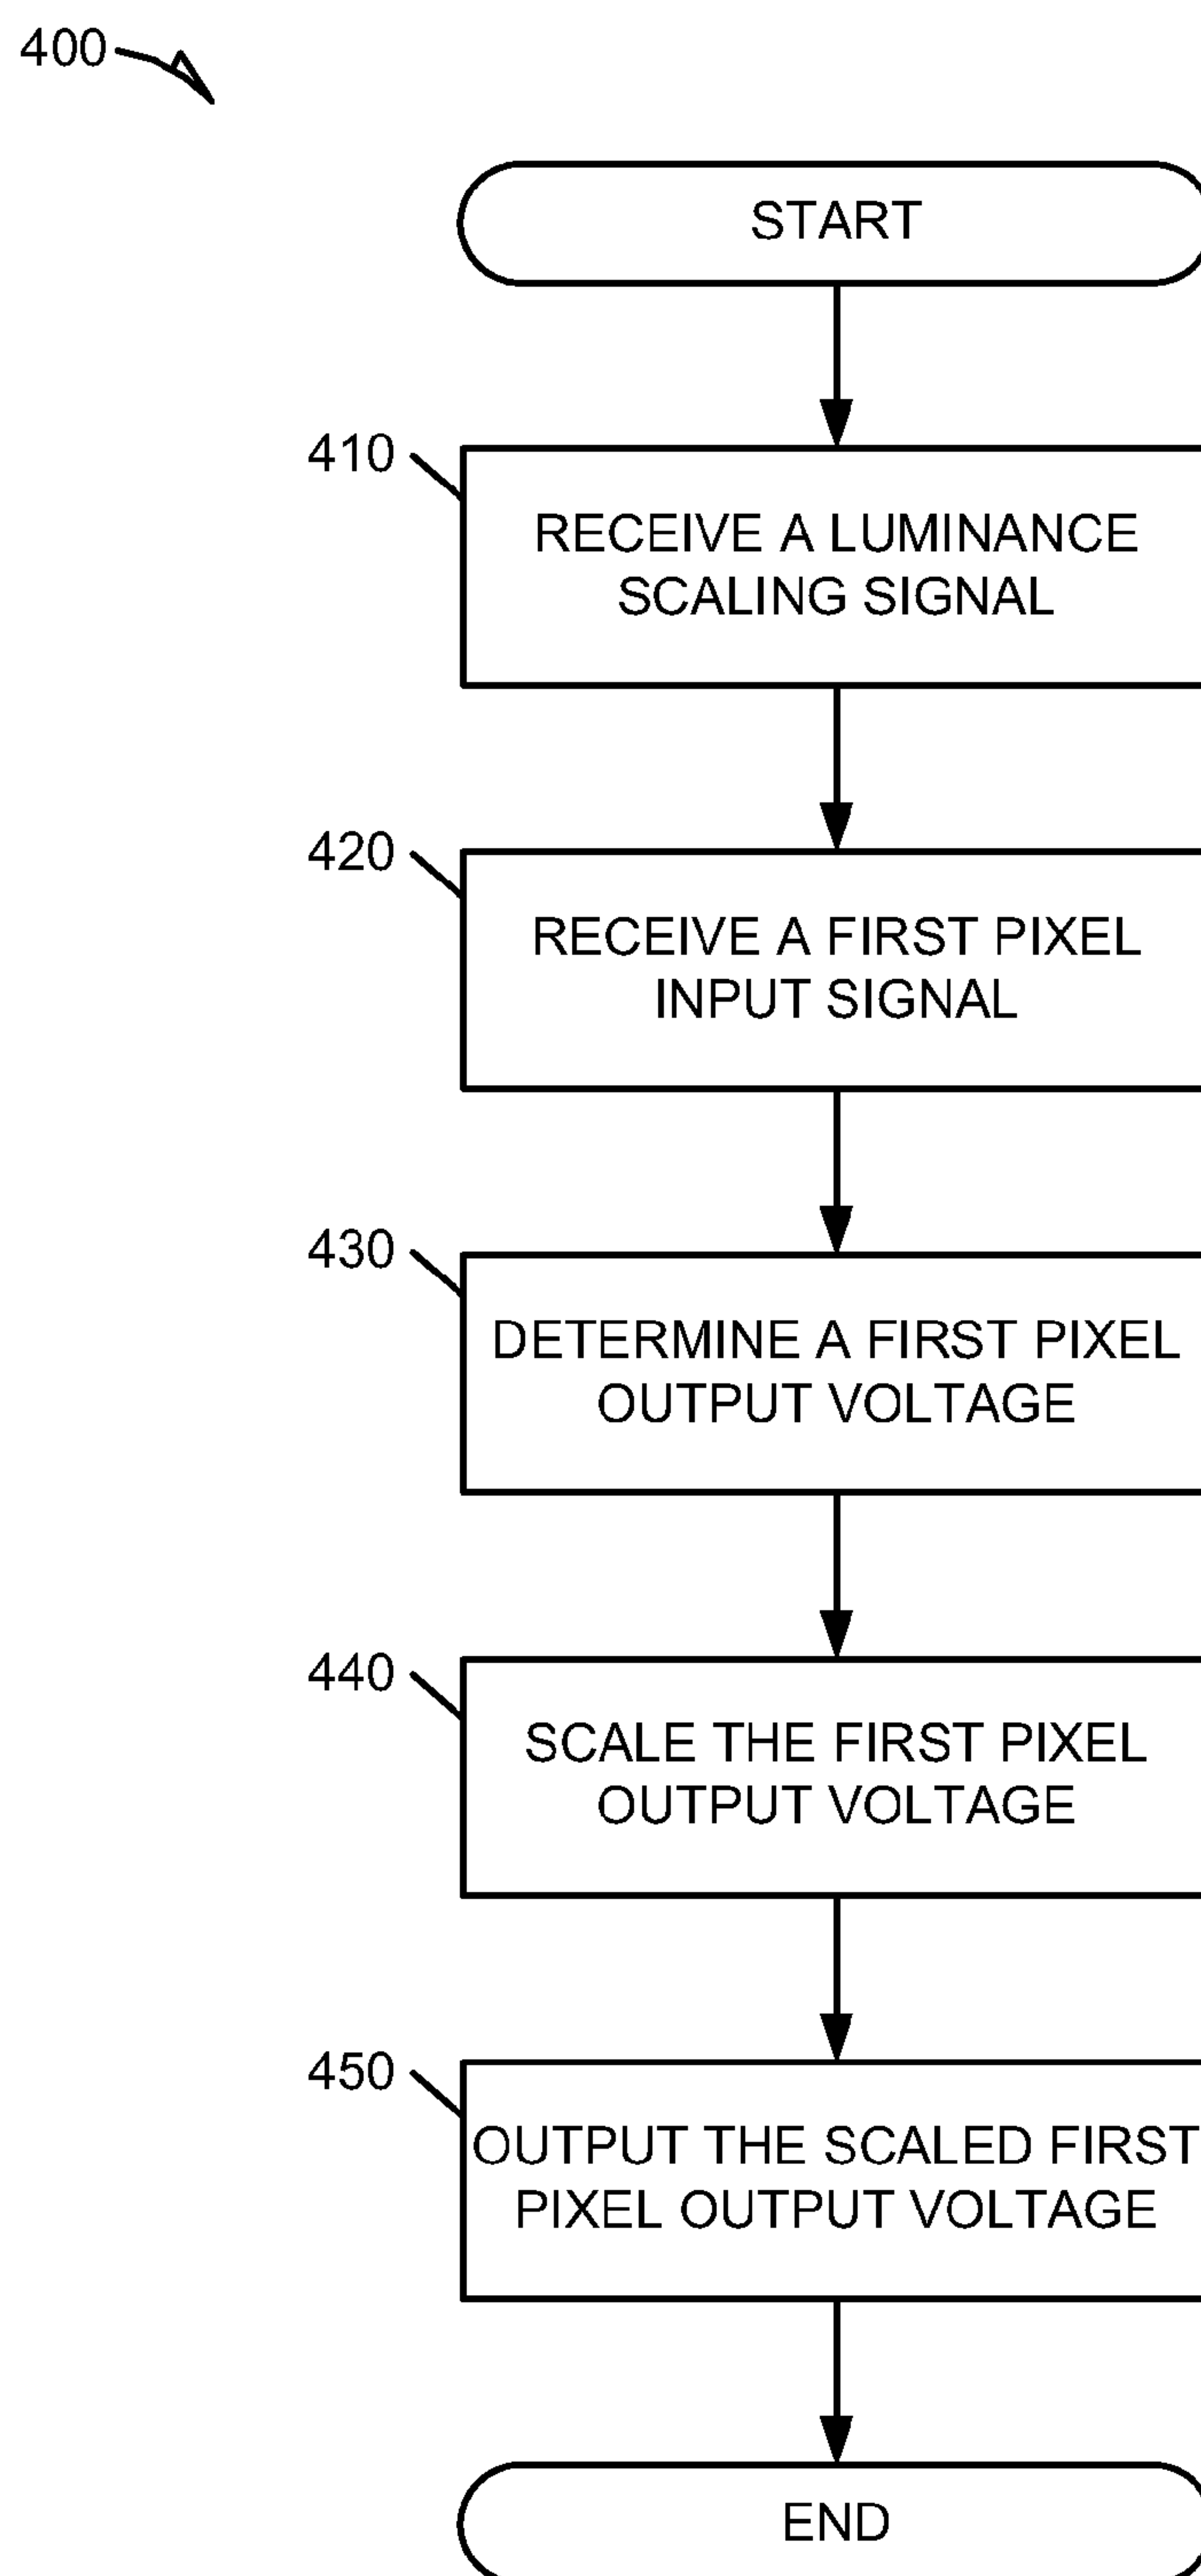 400
START
410
RECEIVE A LUMINANCE
SCALING SIGNAL
420
RECEIVE A FIRST PIXEL
INPUT SIGNAL
430
DETERMINE A FIRST PIXEL
OUTPUT VOLTAGE
440
SCALE THE FIRST PIXEL
OUTPUT VOLTAGE
450
OUTPUT THE SCALED FIRST
PIXEL OUTPUT VOLTAGE
END